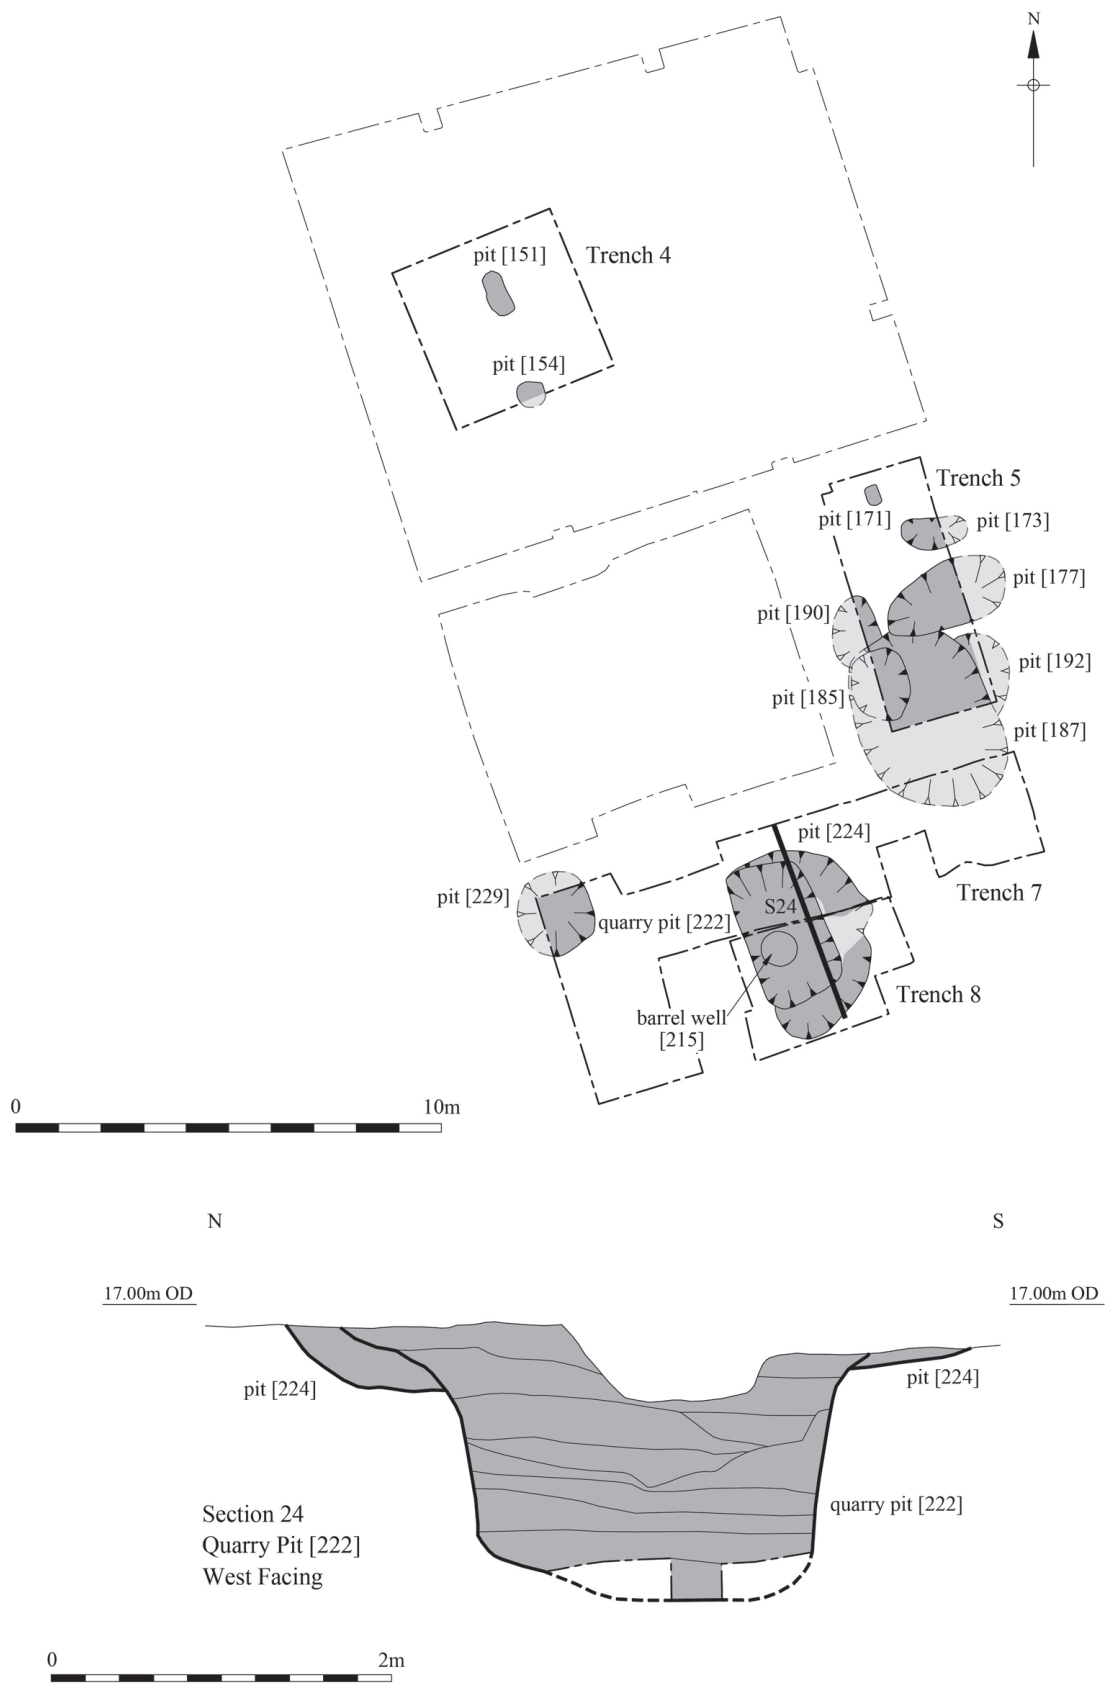 N
pit [151]
Trench 4
pit [154]
Trench 5
pit [171]
pit [173]
pit [177]
pit [190]
pit [192]
pit [185]
pit [187]
pit [224]
pit [229]
Trench 7
S24
quarry pit [222]
Trench 8
barrel well
[215]
0 10m
N S
17.00m OD 17.00m OD
pit [224]
pit [224]
quarry pit [222]
Section 24
Quarry Pit [222]
West Facing
0 2m